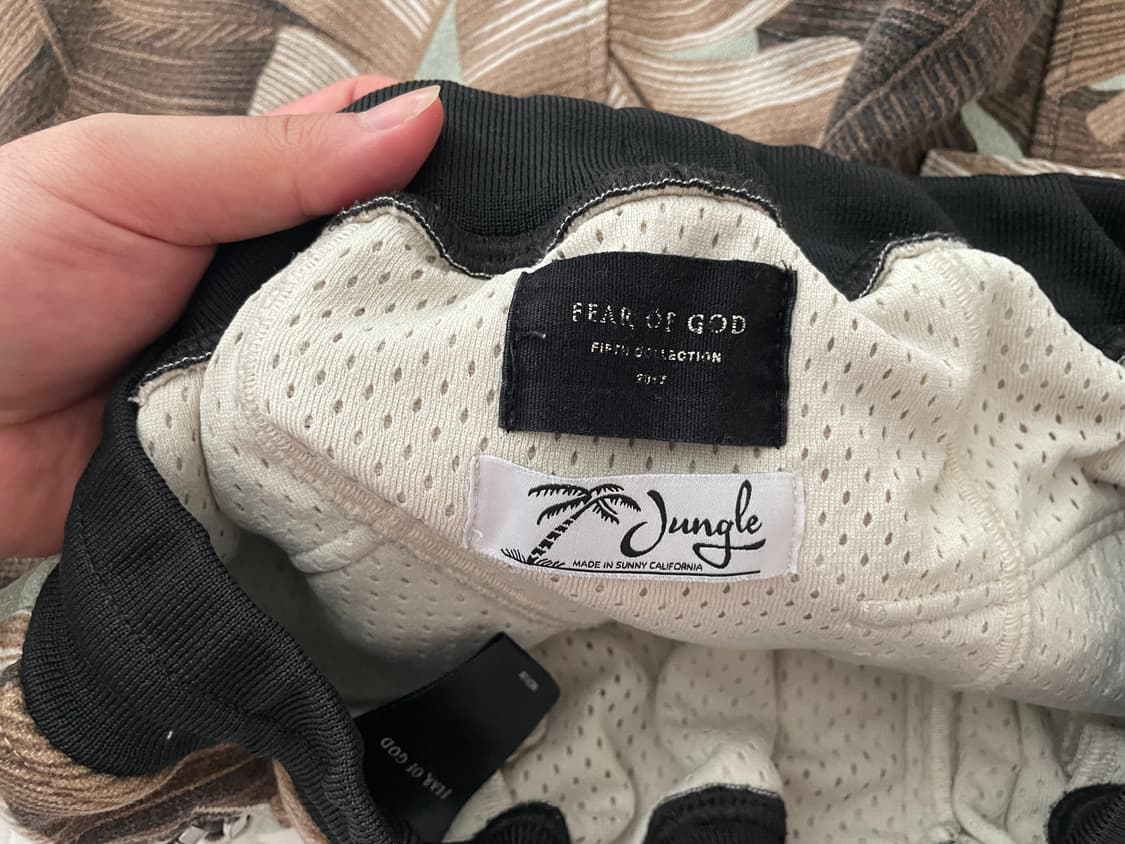 FEAR OF GOD
FIFTH COLLECTION
Jungle
MADE IN SUNNY CALIFORNIA
FEAR OF GOD